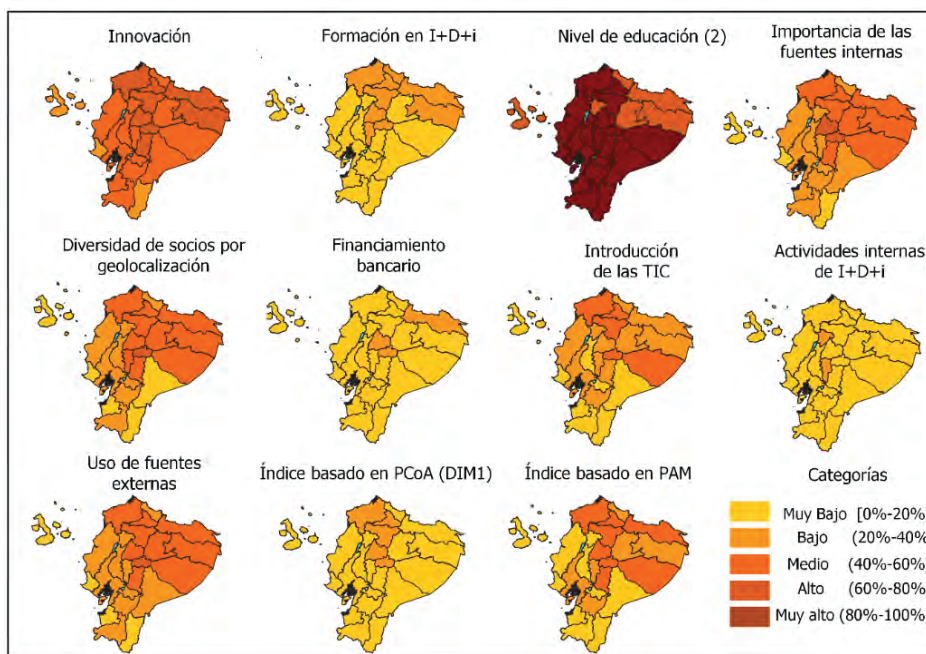 Innovación
Formación en I+D+i
Nivel de educación (2)
Importancia de las
fuentes internas
Diversidad de socios por
geolocalización
Financiamiento
bancario
Introducción
de las TIC
Actividades internas
de I+D+i
Uso de fuentes
externas
Índice basado en PCoA (DIM1)
Índice basado en PAM
Categorías
Muy Bajo [0%-20%]
Bajo (20%-40%]
Medio (40%-60%]
Alto (60%-80%]
Muy alto (80%-100%]